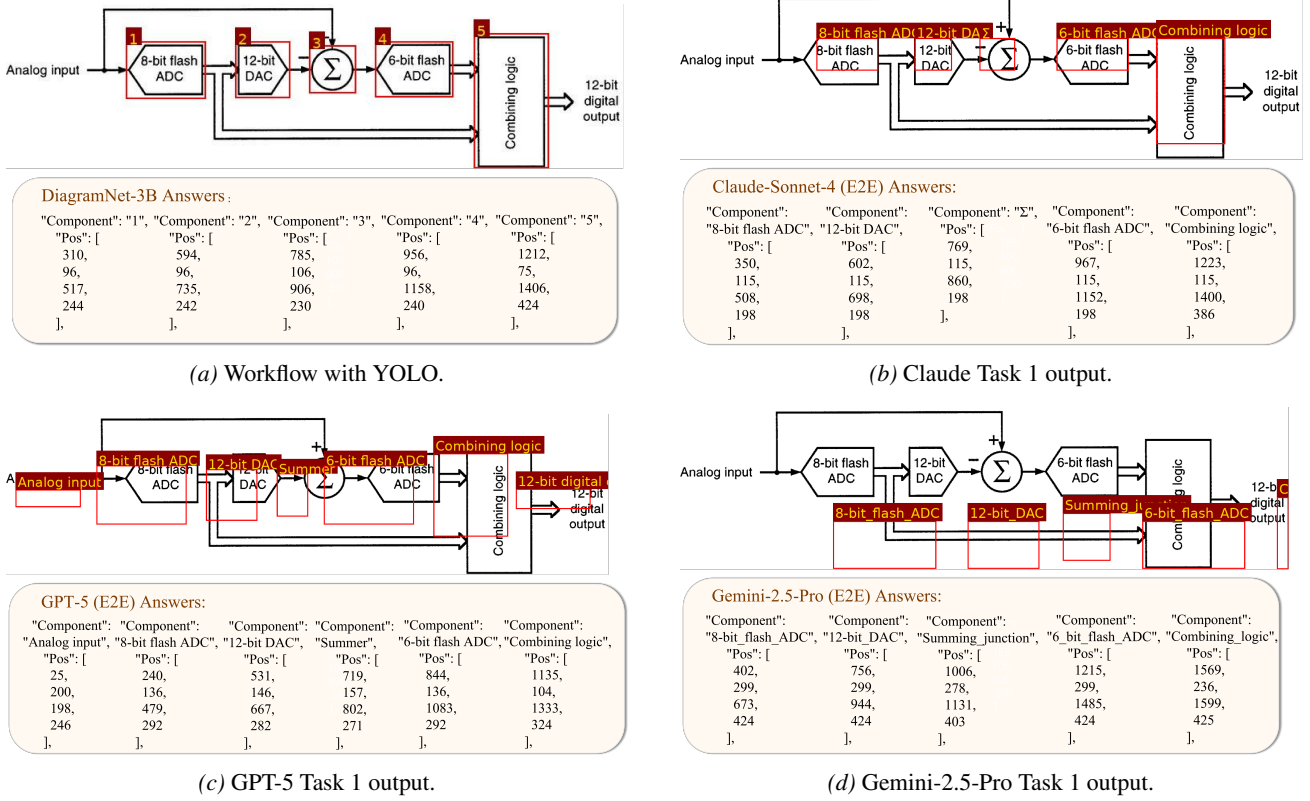 1
2
3
4
5
Analog input
8-bit flash
ADC
12-bit
DAC
−
Σ
6-bit flash
ADC
Combining logic
12-bit
digital
output
DiagramNet-3B Answers:
"Component": "1", "Component": "2", "Component": "3", "Component": "4", "Component": "5",
"Pos": [ "Pos": [ "Pos": [ "Pos": [ "Pos": [
310, 594, 785, 956, 1212,
96, 96, 106, 96, 75,
517, 735, 906, 1158, 1406,
244 242 230 240 424
], ], ], ], ],
(a) Workflow with YOLO.
8-bit flash ADC
12-bit DA
Σ
6-bit flash ADC
Combining logic
+
Analog input
8-bit flash
ADC
12-bit
DAC
−
Σ
6-bit flash
ADC
Combining logic
12-bit
digital
output
Claude-Sonnet-4 (E2E) Answers:
"Component": "Component": "Component": "Σ", "Component": "Component":
"8-bit flash ADC", "12-bit DAC", "Pos": [ "6-bit flash ADC", "Combining logic",
"Pos": [ "Pos": [ 769, "Pos": [ "Pos": [
350, 602, 115, 967, 1223,
115, 115, 860, 115, 115,
508, 698, 198 1152, 1400,
198 198 ], 198 386
], ], ], ],
(b) Claude Task 1 output.
+
Analog input
8-bit flash ADC
12-bit DAC
Summer
6-bit flash ADC
Combining logic
12-bit digital
A
8-bit flash
ADC
12-bit
DAC
Σ
6-bit flash
ADC
Combining logic
12-bit
digital
output
GPT-5 (E2E) Answers:
"Component": "Component": "Component": "Component": "Component": "Component":
"Analog input", "8-bit flash ADC", "12-bit DAC", "Summer", "6-bit flash ADC", "Combining logic",
"Pos": [ "Pos": [ "Pos": [ "Pos": [ "Pos": [ "Pos": [
25, 240, 531, 719, 844, 1135,
200, 136, 146, 157, 136, 104,
198, 479, 667, 802, 1083, 1333,
246 292 282 271 292 324
], ], ], ], ], ],
(c) GPT-5 Task 1 output.
+
Analog input
8-bit flash
ADC
12-bit
DAC
−
Σ
6-bit flash
ADC
12-b
digital
output
8-bit_flash_ADC
12-bit_DAC
Summing_ju
6-bit_flash_ADC
C
Gemini-2.5-Pro (E2E) Answers:
"Component": "Component": "Component": "Component": "Component":
"8-bit_flash_ADC", "12-bit_DAC", "Summing_junction", "6_bit_flash_ADC", "Combining_logic",
"Pos": [ "Pos": [ "Pos": [ "Pos": [ "Pos": [
402, 756, 1006, 1215, 1569,
299, 299, 278, 299, 236,
673, 944, 1131, 1485, 1599,
424 424 403 424 425
], ], ], ], ],
(d) Gemini-2.5-Pro Task 1 output.